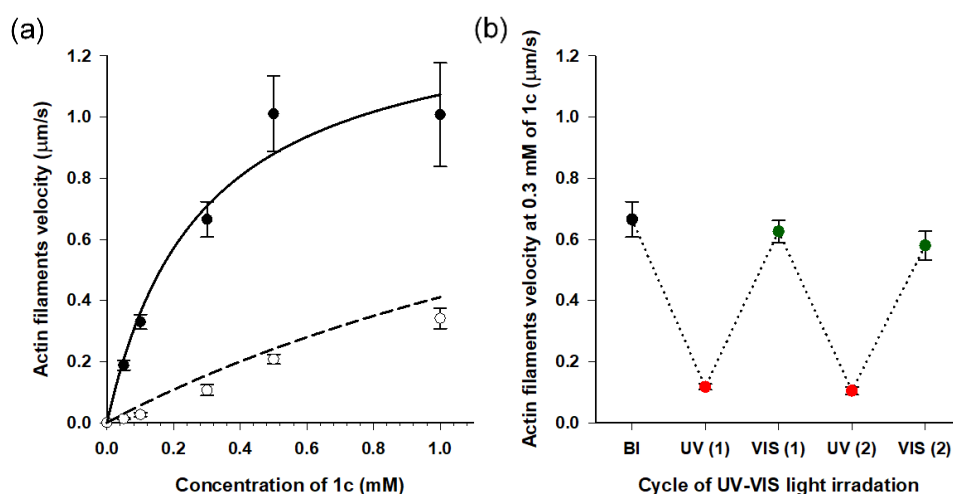 (a)
Actin filaments velocity (μm/s)
1.2
1.0
0.8
0.6
0.4
0.2
0.0
0.0 0.2 0.4 0.6 0.8 1.0
Concentration of 1c (mM)
(b)
Actin filaments velocity at 0.3 mM of 1c (μm/s)
1.2
1.0
0.8
0.6
0.4
0.2
0.0
BI UV (1) VIS (1) UV (2) VIS (2)
Cycle of UV-VIS light irradation